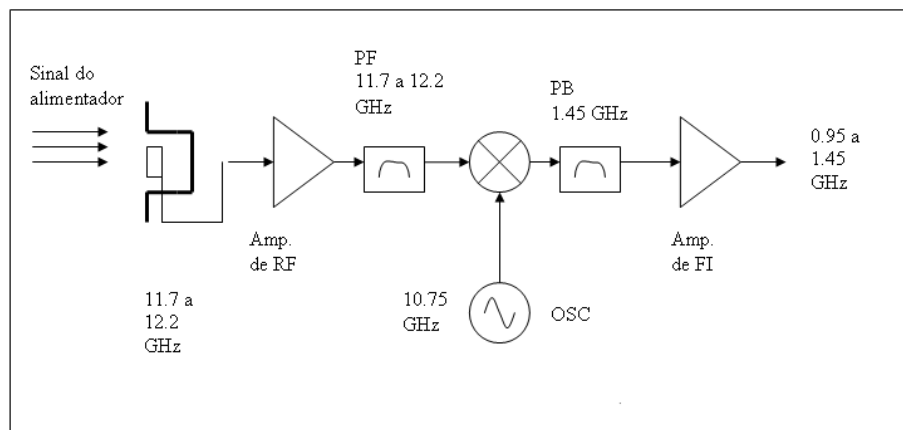 Sinal do
alimentador
PF
11.7 a 12.2
GHz
PB
1.45 GHz
0.95 a
1.45
GHz
Amp.
de RF
Amp.
de FI
11.7 a
12.2
GHz
10.75
GHz
OSC